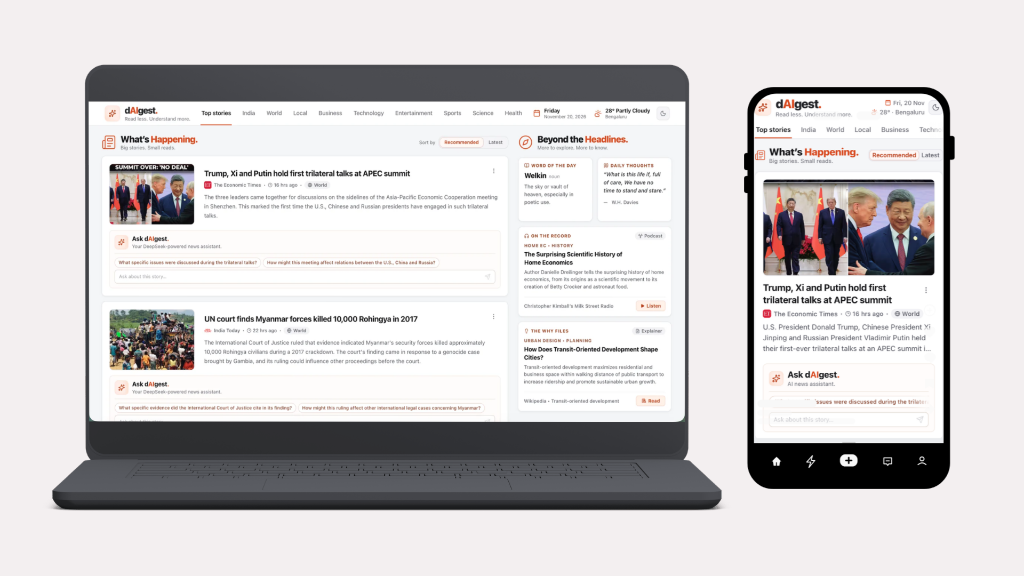 dAIgest.
Read less. Understand more.
Top stories
India
World
Local
Business
Technology
Entertainment
Sports
Science
Health
Friday
November 20, 2026
28° Partly Cloudy
Bengaluru
What's Happening.
Big stories. Small reads.
Sort by
Recommended
Latest
SUMMIT OVER: 'NO DEAL'
Trump, Xi and Putin hold first trilateral talks at APEC summit
The Economic Times • 16 hrs ago • World
The three leaders came together for discussions on the sidelines of the Asia-Pacific Economic Cooperation meeting
in Shenzhen. This marked the first time the U.S., Chinese and Russian presidents have engaged in such trilateral
talks.
Ask dAIgest.
Your DeepSeek-powered news assistant.
What specific issues were discussed during the trilateral talks?
How might this meeting affect relations between the U.S., China and Russia?
Ask about this story...
UN court finds Myanmar forces killed 10,000 Rohingya in 2017
India Today • 22 hrs ago • World
The International Court of Justice ruled that evidence indicated Myanmar's security forces killed approximately
10,000 Rohingya civilians during a 2017 crackdown. The court's finding came in response to a genocide case
brought by Gambia, and its ruling could influence other proceedings before the court.
Ask dAIgest.
Your DeepSeek-powered news assistant.
What specific evidence did the International Court of Justice cite in its finding?
How might this ruling affect other international legal cases concerning Myanmar?
Beyond the Headlines.
More to explore. More to know.
WORD OF THE DAY
Welkin noun
The sky or vault of
heaven, especially in
poetic use.
DAILY THOUGHTS
"What is this life if, full
of care, We have no
time to stand and stare."
— W.H. Davies
ON THE RECORD
Podcast
HOME EC • HISTORY
The Surprising Scientific History of
Home Economics
Author Danielle Dreilinger tells the surprising history of home
economics, from its origins as a scientific movement to its
creation of Betty Crocker and astronaut food.
Christopher Kimball's Milk Street Radio
Listen
THE WHY FILES
Explainer
URBAN DESIGN • PLANNING
How Does Transit-Oriented Development Shape
Cities?
Transit-oriented development maximizes residential and
business space within walking distance of public transport to
increase ridership and promote sustainable urban growth.
Wikipedia • Transit-oriented development
Read
dAIgest.
Read less. Understand more.
Fri, 20 Nov
28° · Bengaluru
Top stories
India
World
Local
Business
Techno
What's Happening.
Big stories. Small reads.
Recommended
Latest
Trump, Xi and Putin hold first
trilateral talks at APEC summit
The Economic Times • 16 hrs ago • World
U.S. President Donald Trump, Chinese President Xi
Jinping and Russian President Vladimir Putin held
their first-ever trilateral talks at an APEC summit i...
Ask dAIgest.
AI news assistant.
issues were discussed during the trilater
Ask about this story...